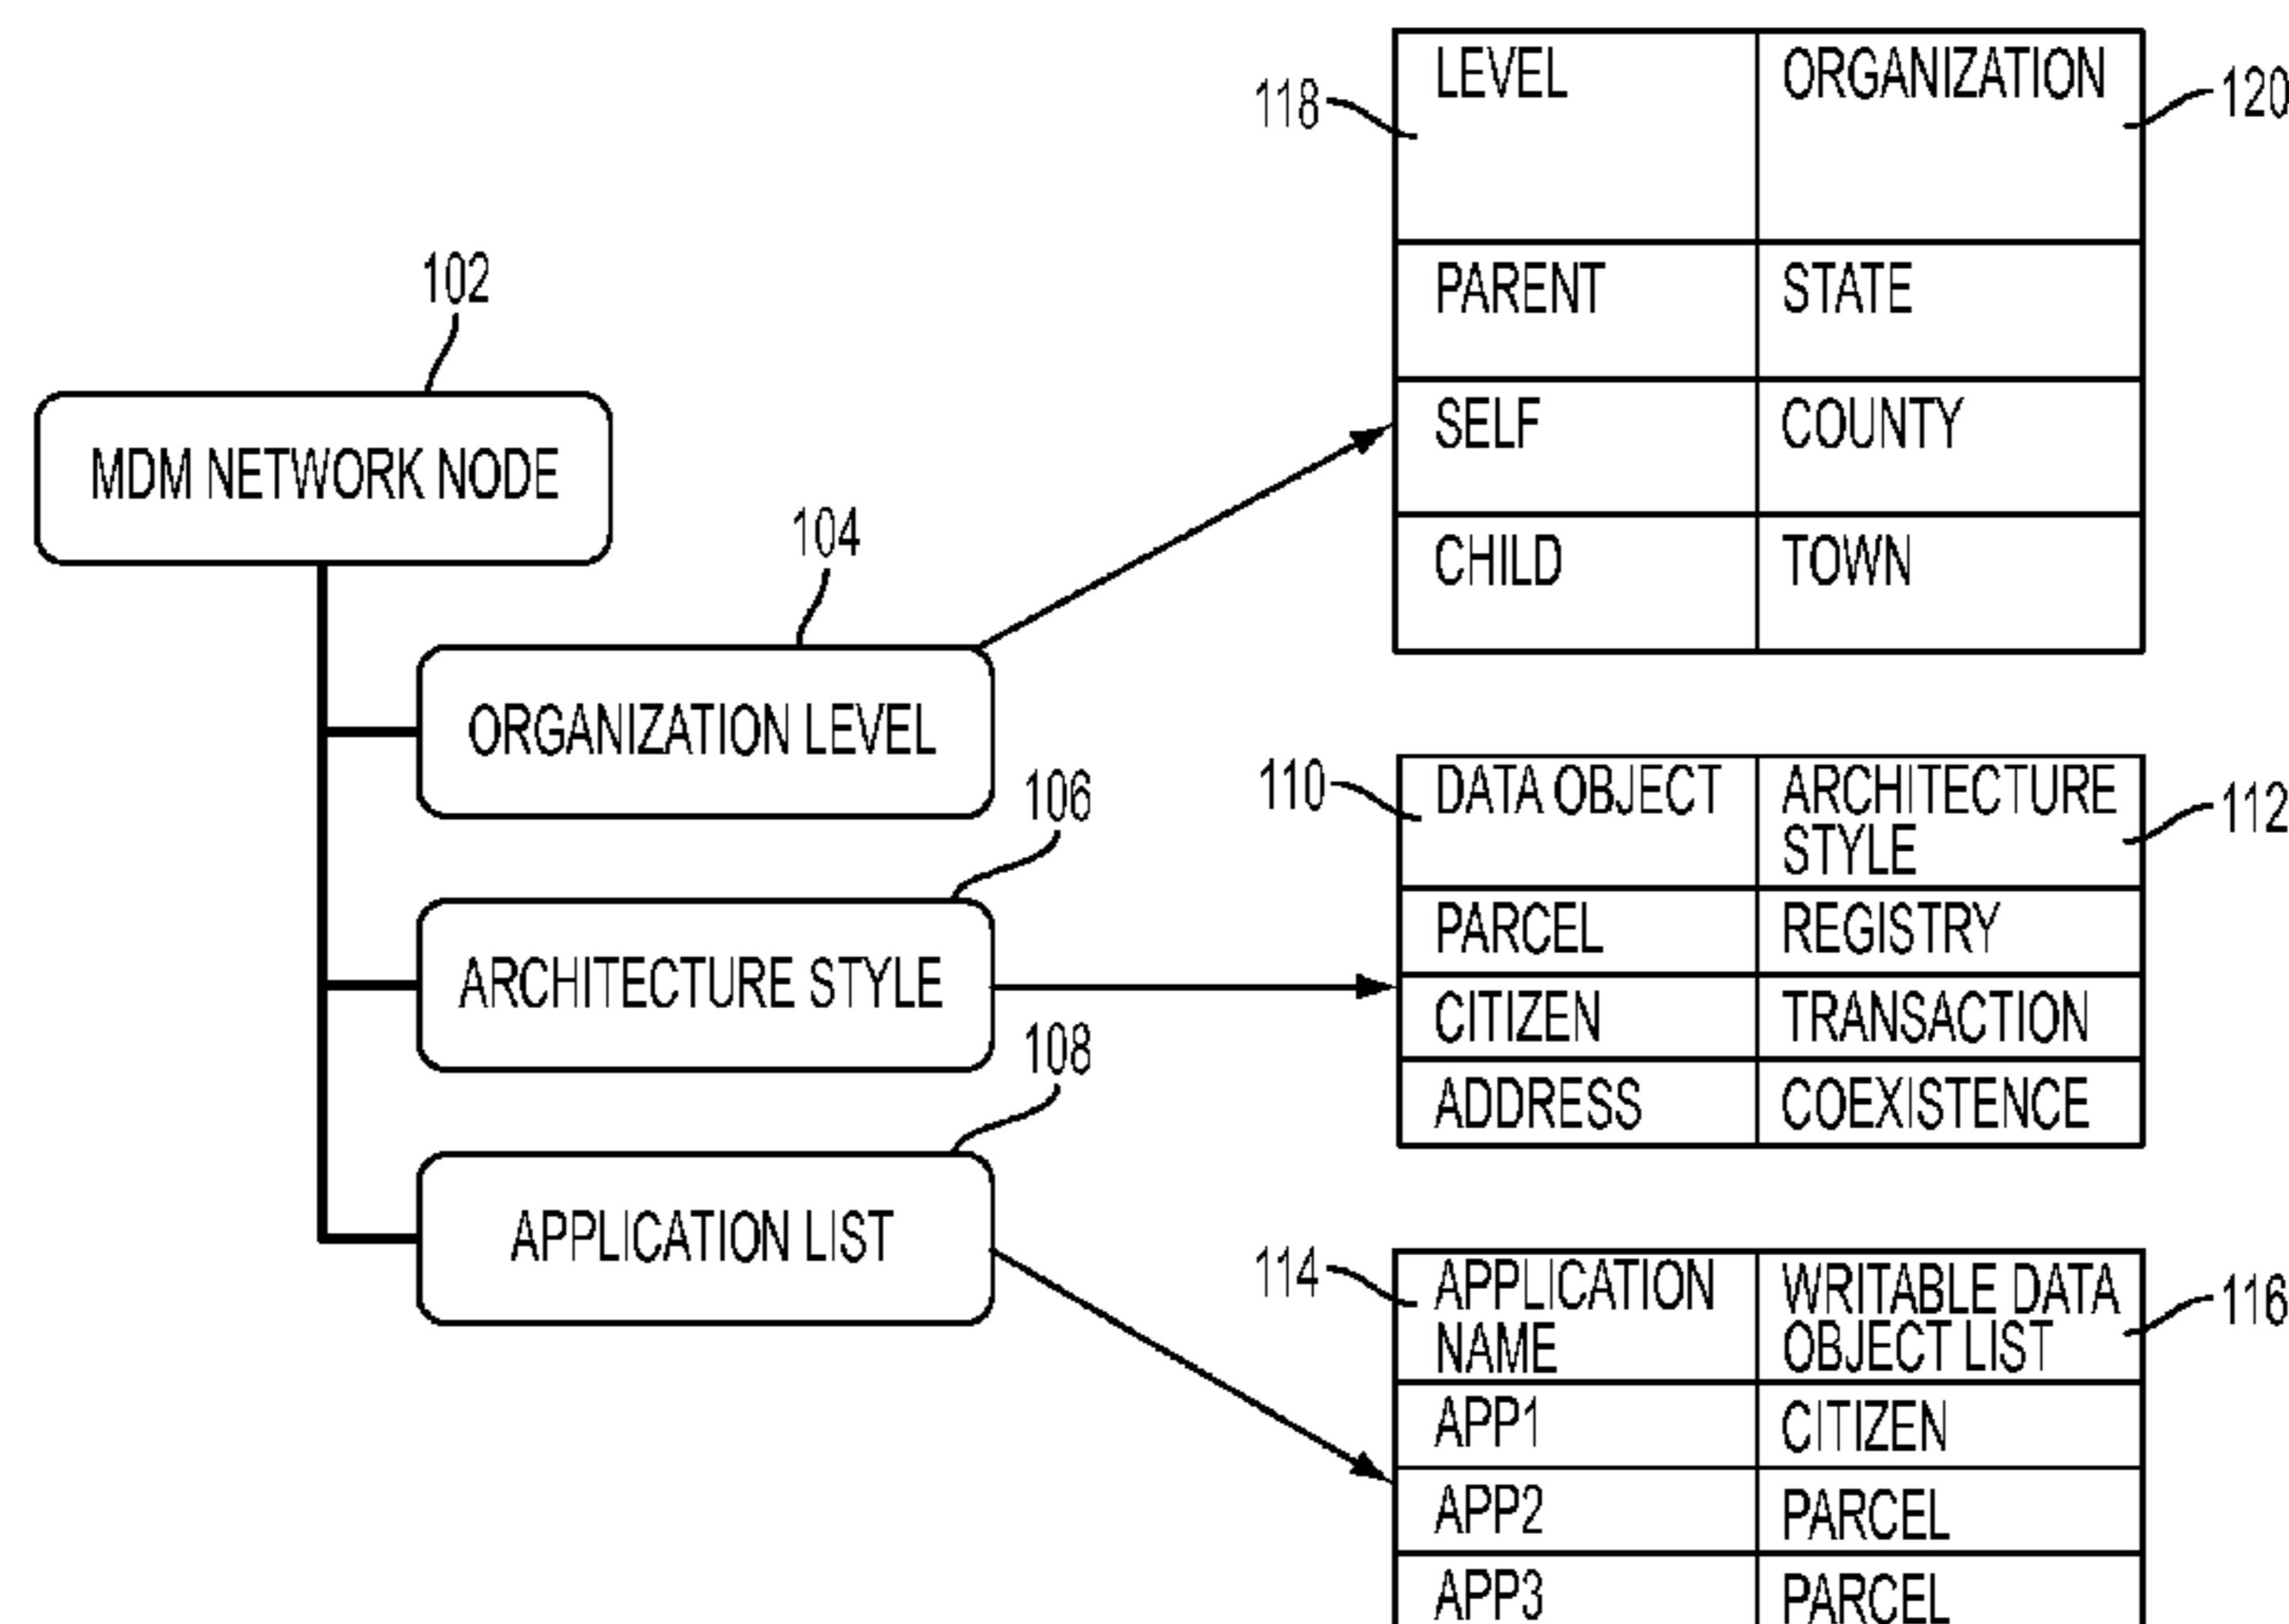 102
MDM NETWORK NODE
104
ORGANIZATION LEVEL
106
ARCHITECTURE STYLE
108
APPLICATION LIST
118
LEVEL
ORGANIZATION
120
PARENT
STATE
SELF
COUNTY
CHILD
TOWN
110
DATA OBJECT
ARCHITECTURE
STYLE
112
PARCEL
REGISTRY
CITIZEN
TRANSACTION
ADDRESS
COEXISTENCE
114
APPLICATION
NAME
WRITABLE DATA
OBJECT LIST
116
APP1
CITIZEN
APP2
PARCEL
APP3
PARCEL